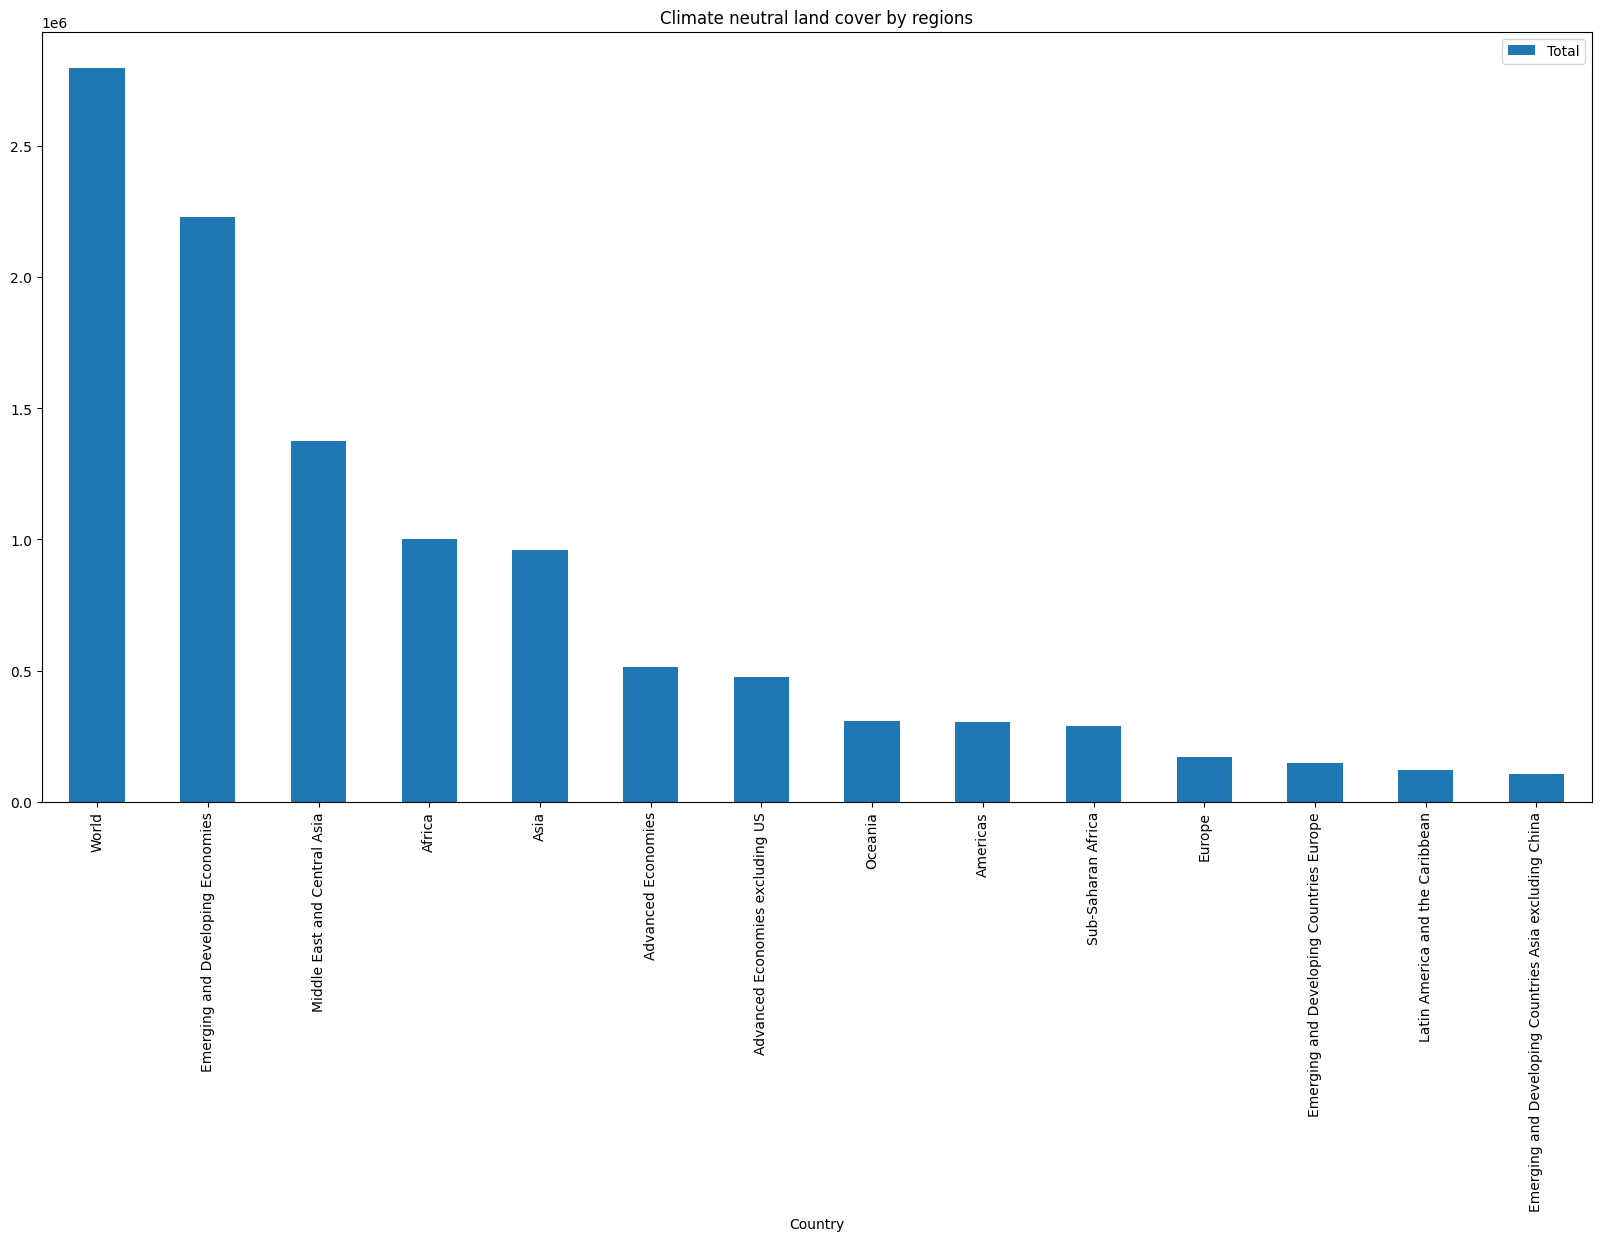 Climate neutral land cover by regions
1e6
Total
2.5
2.0
1.5
1.0
0.5
0.0
World
Emerging and Developing Economies
Middle East and Central Asia
Africa
Asia
Advanced Economies
Advanced Economies excluding US
Oceania
Americas
Sub-Saharan Africa
Europe
Emerging and Developing Countries Europe
Latin America and the Caribbean
Emerging and Developing Countries Asia excluding China
Country